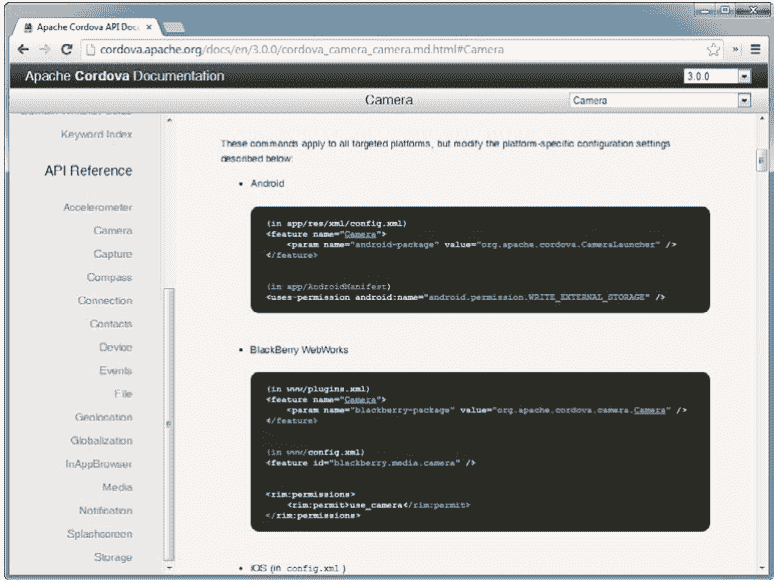 Apache Cordova API Doc
cordova.apache.org/docs/en/3.0.0/cordova_camera_camera.md.html#Camera
Apache Cordova Documentation
3.0.0
Camera
Camera
Keyword Index
API Reference
Accelerometer
Camera
Capture
Compass
Connection
Contacts
Device
Events
File
Geolocation
Globalization
InAppBrowser
Media
Notification
Splashscreen
Storage
These commands apply to all targeted platforms, but modify the platform-specific configuration settings
described below:
• Android
(in app/res/xml/config.xml)
<feature name="Camera">
<param name="android-package" value="org.apache.cordova.CameraLauncher" />
</feature>
(in app/AndroidManifest)
<uses-permission android:name="android.permission.WRITE_EXTERNAL_STORAGE" />
• BlackBerry WebWorks
(in www/plugins.xml)
<feature name="Camera">
<param name="blackberry-package" value="org.apache.cordova.camera.Camera" />
</feature>
(in www/config.xml)
<feature id="blackberry.media.camera" />
<rim:permissions>
<rim:permit>use_camera</rim:permit>
</rim:permissions>
• iOS (in config.xml)